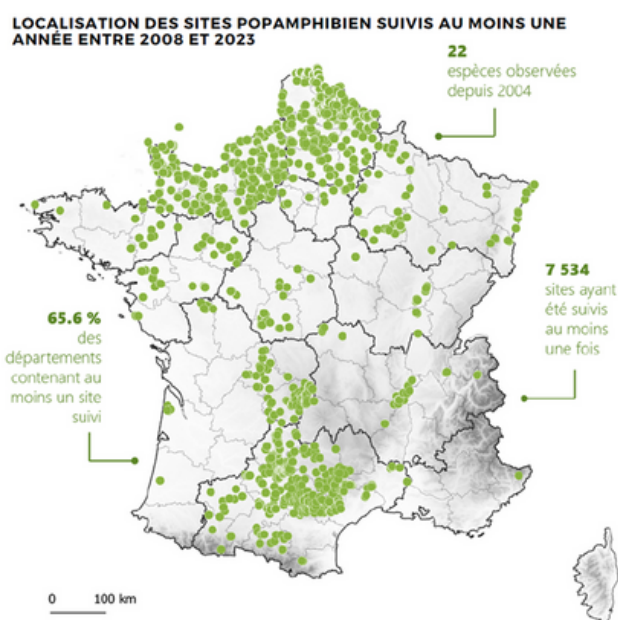 LOCALISATION DES SITES POPAMPHIBIEN SUIVIS AU MOINS UNE
ANNÉE ENTRE 2008 ET 2023
22
espèces observées
depuis 2004
7 534
sites ayant
été suivis
au moins
une fois
65.6 %
des
départements
contenant au
moins un site
suivi
0 100 km